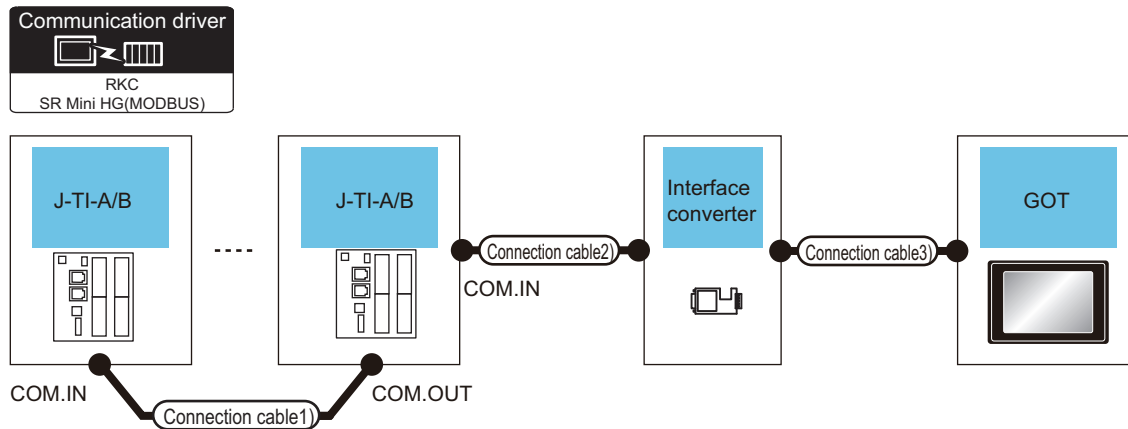 Communication driver
RKC
SR Mini HG(MODBUS)
J-TI-A/B
J-TI-A/B
Interface
converter
GOT
Connection cable2)
Connection cable3)
COM.IN
COM.IN
COM.OUT
Connection cable1)